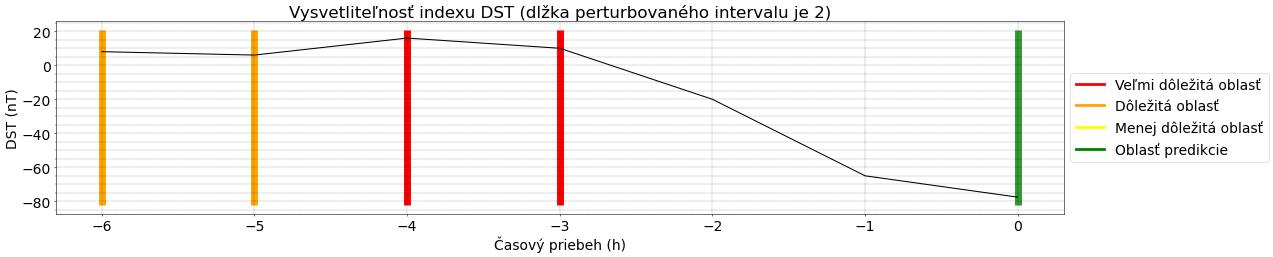 Vysvetliteľnosť indexu DST (dĺžka perturbovaného intervalu je 2)
DST (nT)
20
0
−20
−40
−60
−80
−6 −5 −4 −3 −2 −1 0
Časový priebeh (h)
Veľmi dôležitá oblasť
Dôležitá oblasť
Menej dôležitá oblasť
Oblasť predikcie